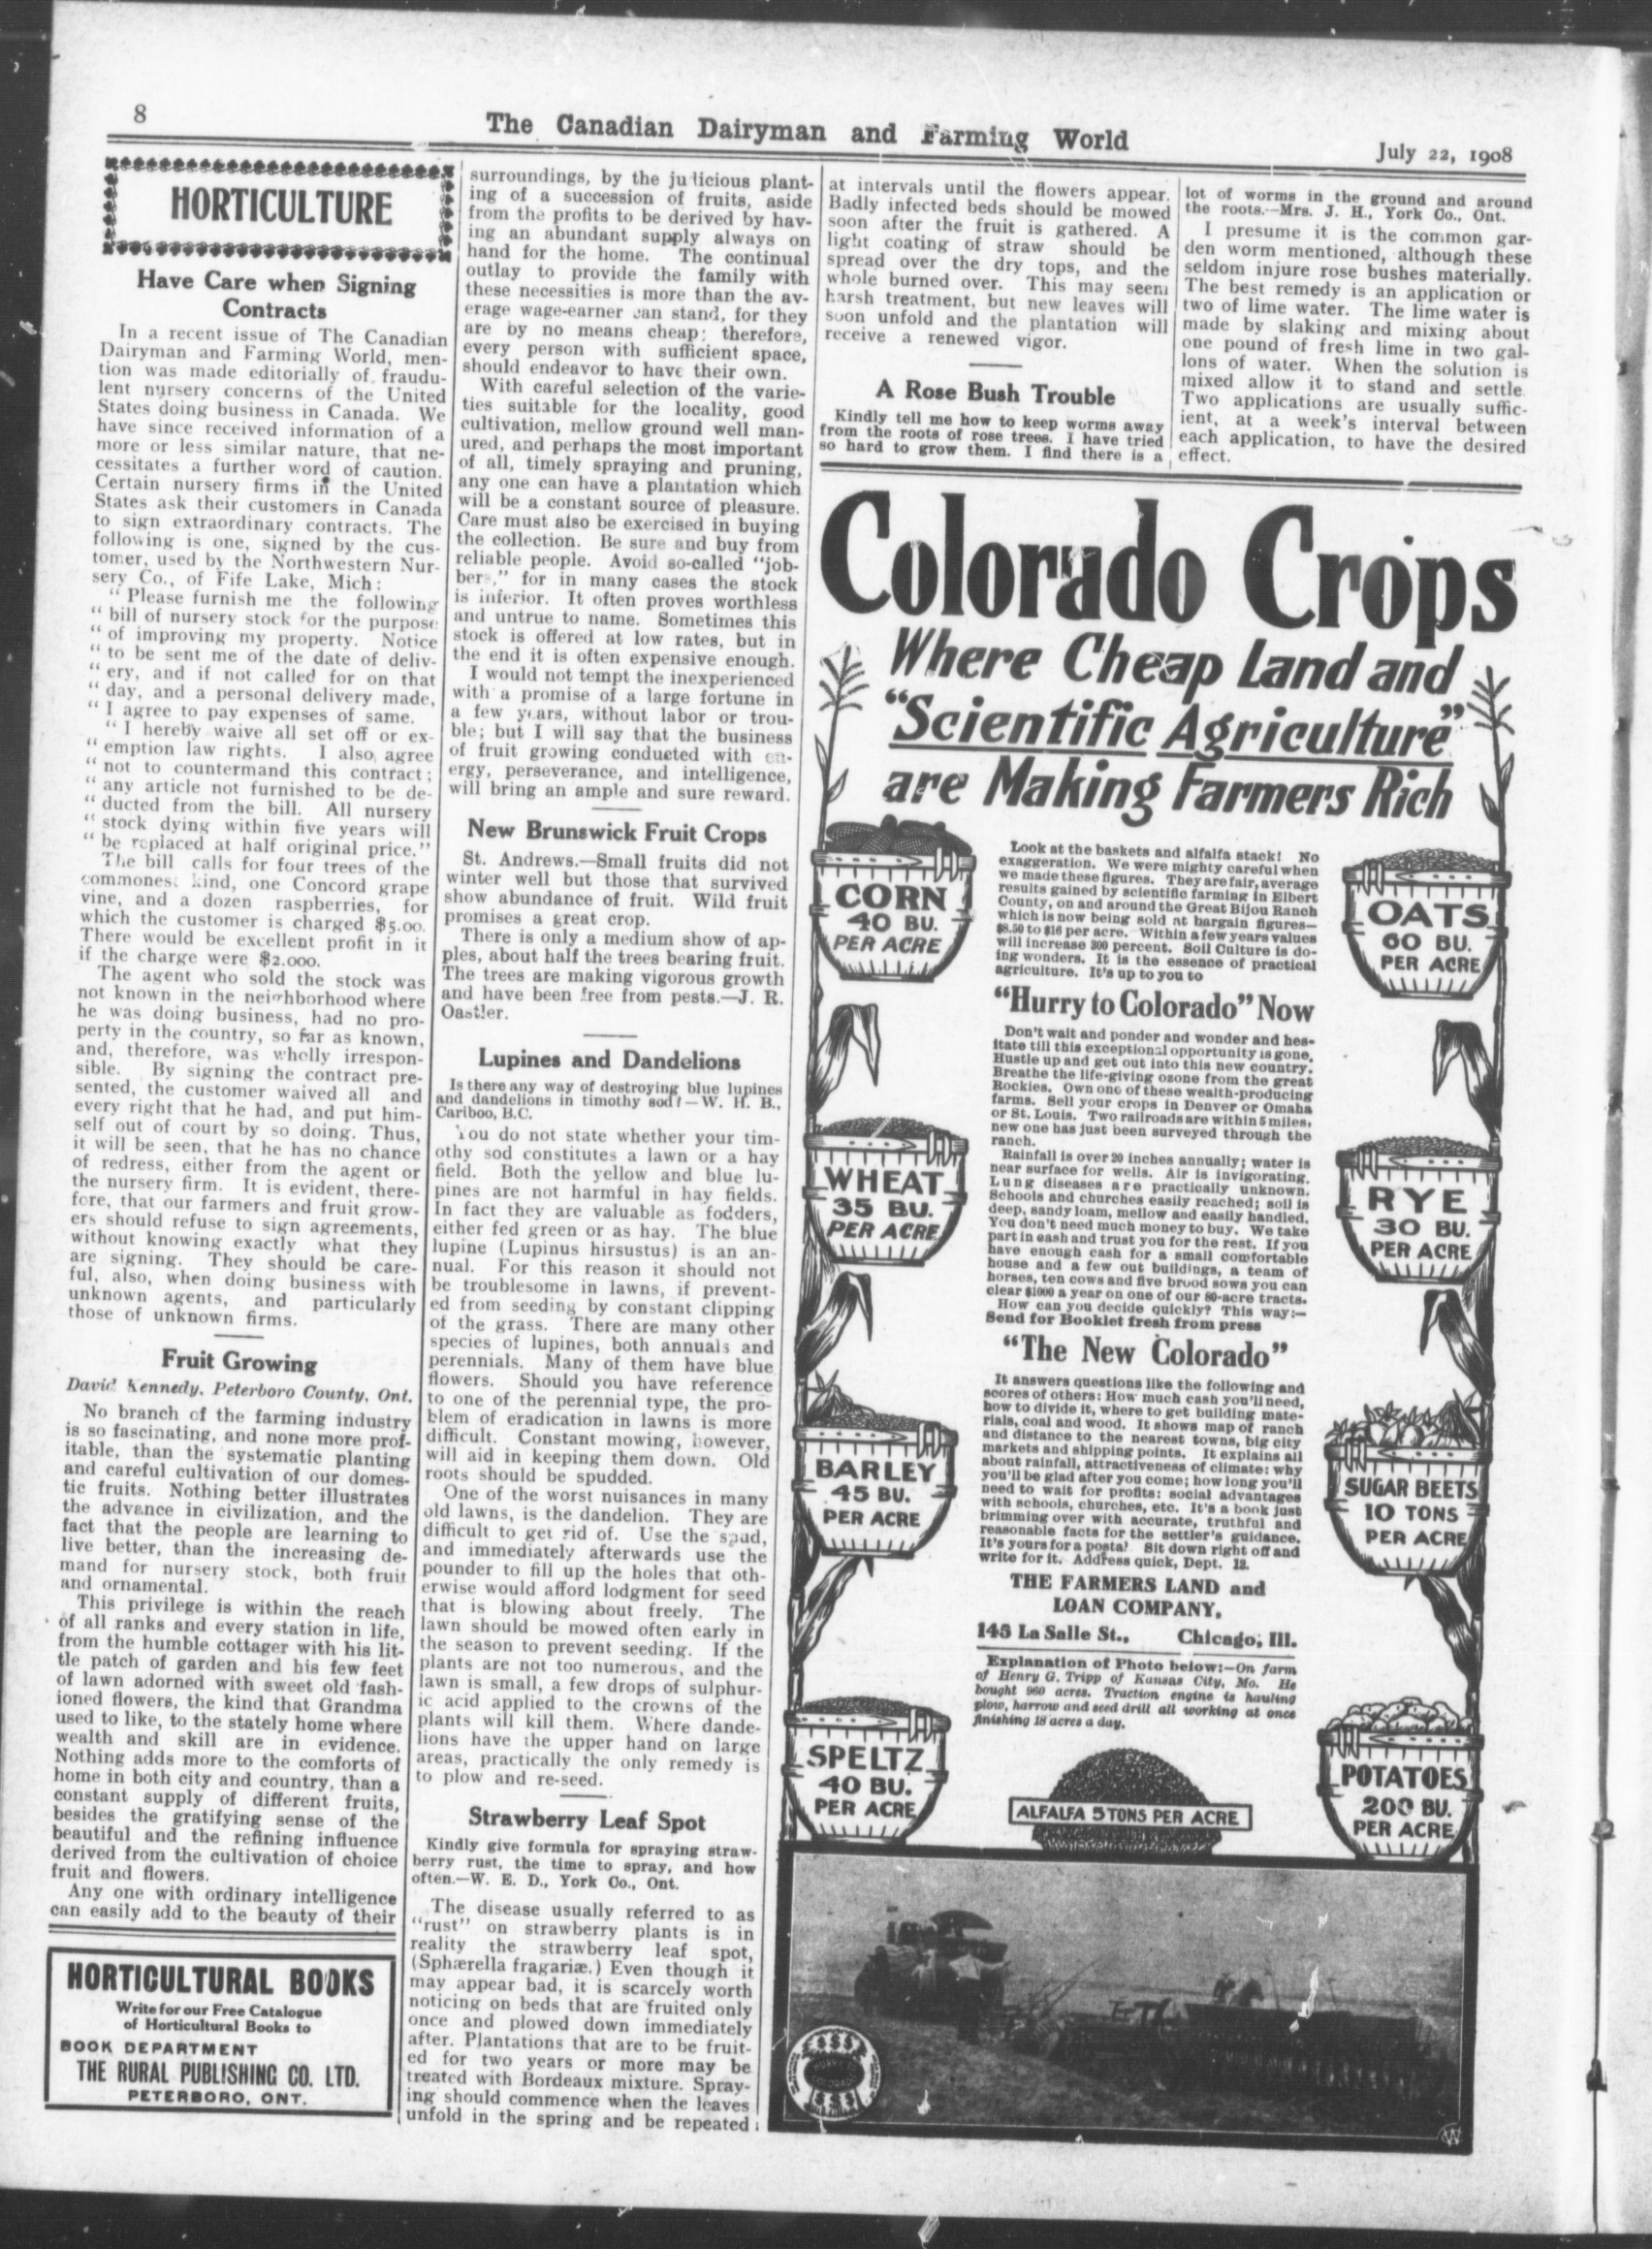 8
The Canadian Dairyman and Farming World
July 22, 1908
HORTICULTURE
Have Care when Signing
Contracts
In a recent issue of The Canadian
Dairyman and Farming World, men-
tion was made editorially of fraudu-
lent nursery concerns of the United
States doing business in Canada. We
have since received information of a
more or less similar nature, that ne-
cessitates a further word of caution.
Certain nursery firms in the United
States ask their customers in Canada
to sign extraordinary contracts. The
following is one, signed by the cus-
tomer, used by the Northwestern Nur-
sery Co., of Fife Lake, Mich:
"Please furnish me the following
"bill of nursery stock for the purpose
"of improving my property. Notice
"to be sent me of the date of deliv-
"ery, and if not called for on that
"day, and a personal delivery made,
"I agree to pay expenses of same.
"I hereby waive all set off or ex-
"emption law rights. I also agree
"not to countermand this contract;
"any article not furnished to be de-
"ducted from the bill. All nursery
"stock dying within five years will
"be replaced at half original price."
The bill calls for four trees of the
commonest kind, one Concord grape
vine, and a dozen raspberries, for
which the customer is charged $5.00.
There would be excellent profit in it
if the charge were $2.000.
The agent who sold the stock was
not known in the neighborhood where
he was doing business, had no pro-
perty in the country, so far as known,
and, therefore, was wholly irrespon-
sible. By signing the contract pre-
sented, the customer waived all and
every right that he had, and put him-
self out of court by so doing. Thus,
it will be seen, that he has no chance
of redress, either from the agent or
the nursery firm. It is evident, there-
fore, that our farmers and fruit grow-
ers should refuse to sign agreements,
without knowing exactly what they
are signing. They should be care-
ful, also, when doing business with
unknown agents, and particularly
those of unknown firms.
Fruit Growing
David Kennedy, Peterboro County, Ont.
No branch of the farming industry
is so fascinating, and none more prof-
itable, than the systematic planting
and careful cultivation of our domes-
tic fruits. Nothing better illustrates
the advance in civilization, and the
fact that the people are learning to
live better, than the increasing de-
mand for nursery stock, both fruit
and ornamental.
This privilege is within the reach
of all ranks and every station in life,
from the humble cottager with his lit-
tle patch of garden and his few feet
of lawn adorned with sweet old fash-
ioned flowers, the kind that Grandma
used to like, to the stately home where
wealth and skill are in evidence.
Nothing adds more to the comforts of
home in both city and country, than a
constant supply of different fruits,
besides the gratifying sense of the
beautiful and the refining influence
derived from the cultivation of choice
fruit and flowers.
Any one with ordinary intelligence
can easily add to the beauty of their
HORTICULTURAL BOOKS
Write for our Free Catalogue
of Horticultural Books to
BOOK DEPARTMENT
THE RURAL PUBLISHING CO. LTD.
PETERBORO, ONT.
surroundings, by the judicious plant-
ing of a succession of fruits, aside
from the profits to be derived by hav-
ing an abundant supply always on
hand for the home. The continual
outlay to provide the family with
these necessities is more than the av-
erage wage-earner can stand, for they
are by no means cheap; therefore,
every person with sufficient space,
should endeavor to have their own.
With careful selection of the varie-
ties suitable for the locality, good
cultivation, mellow ground well man-
ured, and perhaps the most important
of all, timely spraying and pruning,
any one can have a plantation which
will be a constant source of pleasure.
Care must also be exercised in buying
the collection. Be sure and buy from
reliable people. Avoid so-called "job-
bers," for in many cases the stock
is inferior. It often proves worthless
and untrue to name. Sometimes this
stock is offered at low rates, but in
the end it is often expensive enough.
I would not tempt the inexperienced
with a promise of a large fortune in
a few years, without labor or trou-
ble; but I will say that the business
of fruit growing conducted with en-
ergy, perseverance, and intelligence,
will bring an ample and sure reward.
New Brunswick Fruit Crops
St. Andrews.—Small fruits did not
winter well but those that survived
show abundance of fruit. Wild fruit
promises a great crop.
There is only a medium show of ap-
ples, about half the trees bearing fruit.
The trees are making vigorous growth
and have been free from pests.—J. R.
Oastler.
Lupines and Dandelions
Is there any way of destroying blue lupines
and dandelions in timothy sod?—W. H. B.,
Cariboo, B.C.
You do not state whether your tim-
othy sod constitutes a lawn or a hay
field. Both the yellow and blue lu-
pines are not harmful in hay fields.
In fact they are valuable as fodders,
either fed green or as hay. The blue
lupine (Lupinus hirsustus) is an an-
nual. For this reason it should not
be troublesome in lawns, if prevent-
ed from seeding by constant clipping
of the grass. There are many other
species of lupines, both annuals and
perennials. Many of them have blue
flowers. Should you have reference
to one of the perennial type, the pro-
blem of eradication in lawns is more
difficult. Constant mowing, however,
will aid in keeping them down. Old
roots should be spudded.
One of the worst nuisances in many
old lawns, is the dandelion. They are
difficult to get rid of. Use the spud,
and immediately afterwards use the
pounder to fill up the holes that oth-
erwise would afford lodgment for seed
that is blowing about freely. The
lawn should be mowed often early in
the season to prevent seeding. If the
plants are not too numerous, and the
lawn is small, a few drops of sulphur-
ic acid applied to the crowns of the
plants will kill them. Where dande-
lions have the upper hand on large
areas, practically the only remedy is
to plow and re-seed.
Strawberry Leaf Spot
Kindly give formula for spraying straw-
berry rust, the time to spray, and how
often.—W. E. D., York Co., Ont.
The disease usually referred to as
"rust" on strawberry plants is in
reality the strawberry leaf spot,
(Sphærella fragariæ.) Even though it
may appear bad, it is scarcely worth
noticing on beds that are fruited only
once and plowed down immediately
after. Plantations that are to be fruit-
ed for two years or more may be
treated with Bordeaux mixture. Spray-
ing should commence when the leaves
unfold in the spring and be repeated
at intervals until the flowers appear.
Badly infected beds should be mowed
soon after the fruit is gathered. A
light coating of straw should be
spread over the dry tops, and the
whole burned over. This may seem
harsh treatment, but new leaves will
soon unfold and the plantation will
receive a renewed vigor.
A Rose Bush Trouble
Kindly tell me how to keep worms away
from the roots of rose trees. I have tried
so hard to grow them. I find there is a
lot of worms in the ground and around
the roots.—Mrs. J. H., York Co., Ont.
I presume it is the common gar-
den worm mentioned, although these
seldom injure rose bushes materially.
The best remedy is an application or
two of lime water. The lime water is
made by slaking and mixing about
one pound of fresh lime in two gal-
lons of water. When the solution is
mixed allow it to stand and settle.
Two applications are usually suffic-
ient, at a week's interval between
each application, to have the desired
effect.
Colorado Crops
Where Cheap Land and
"Scientific Agriculture"
are Making Farmers Rich
CORN
40 BU.
PER ACRE
WHEAT
35 BU.
PER ACRE
BARLEY
45 BU.
PER ACRE
SPELTZ
40 BU.
PER ACRE
Look at the baskets and alfalfa stack! No
exaggeration. We were mighty careful when
we made these figures. They are fair, average
results gained by scientific farming in Elbert
County, on and around the Great Bijou Ranch
which is now being sold at bargain figures—
$8.50 to $16 per acre. Within a few years values
will increase 300 percent. Soil Culture is do-
ing wonders. It is the essence of practical
agriculture. It's up to you to
"Hurry to Colorado" Now
Don't wait and ponder and wonder and hes-
itate till this exceptional opportunity is gone.
Hustle up and get out into this new country.
Breathe the life-giving ozone from the great
Rockies. Own one of these wealth-producing
farms. Sell your crops in Denver or Omaha
or St. Louis. Two railroads are within 5 miles,
new one has just been surveyed through the
ranch.
Rainfall is over 20 inches annually; water is
near surface for wells. Air is invigorating.
Lung diseases are practically unknown.
Schools and churches easily reached; soil is
deep, sandy loam, mellow and easily handled.
You don't need much money to buy. We take
part in cash and trust you for the rest. If you
have enough cash for a small comfortable
house and a few out buildings, a team of
horses, ten cows and five brood sows you can
clear $1000 a year on one of our 80-acre tracts.
How can you decide quickly? This way:—
Send for Booklet fresh from press
"The New Colorado"
It answers questions like the following and
scores of others: How much cash you'll need,
how to divide it, where to get building mate-
rials, coal and wood. It shows map of ranch
and distance to the nearest towns, big city
markets and shipping points. It explains all
about rainfall, attractiveness of climate: why
you'll be glad after you come; how long you'll
need to wait for profits: social advantages
with schools, churches, etc. It's a book just
brimming over with accurate, truthful and
reasonable facts for the settler's guidance.
It's yours for a postal Sit down right off and
write for it. Address quick, Dept. 12.
THE FARMERS LAND and
LOAN COMPANY,
145 La Salle St., Chicago, Ill.
Explanation of Photo below:—On farm
of Henry G. Tripp of Kansas City, Mo. He
bought 960 acres. Traction engine is hauling
plow, harrow and seed drill all working at once
finishing 18 acres a day.
ALFALFA 5 TONS PER ACRE
OATS
60 BU.
PER ACRE
RYE
30 BU.
PER ACRE
SUGAR BEETS
10 TONS
PER ACRE
POTATOES
200 BU.
PER ACRE
$$$
$$$